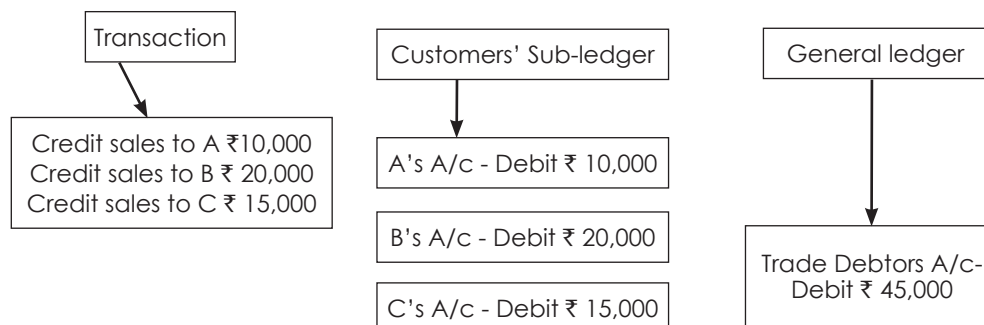 Transaction
Credit sales to A ₹10,000
Credit sales to B ₹ 20,000
Credit sales to C ₹ 15,000
Customers’ Sub-ledger
A’s A/c - Debit ₹ 10,000
B’s A/c - Debit ₹ 20,000
C’s A/c - Debit ₹ 15,000
General ledger
Trade Debtors A/c-
Debit ₹ 45,000